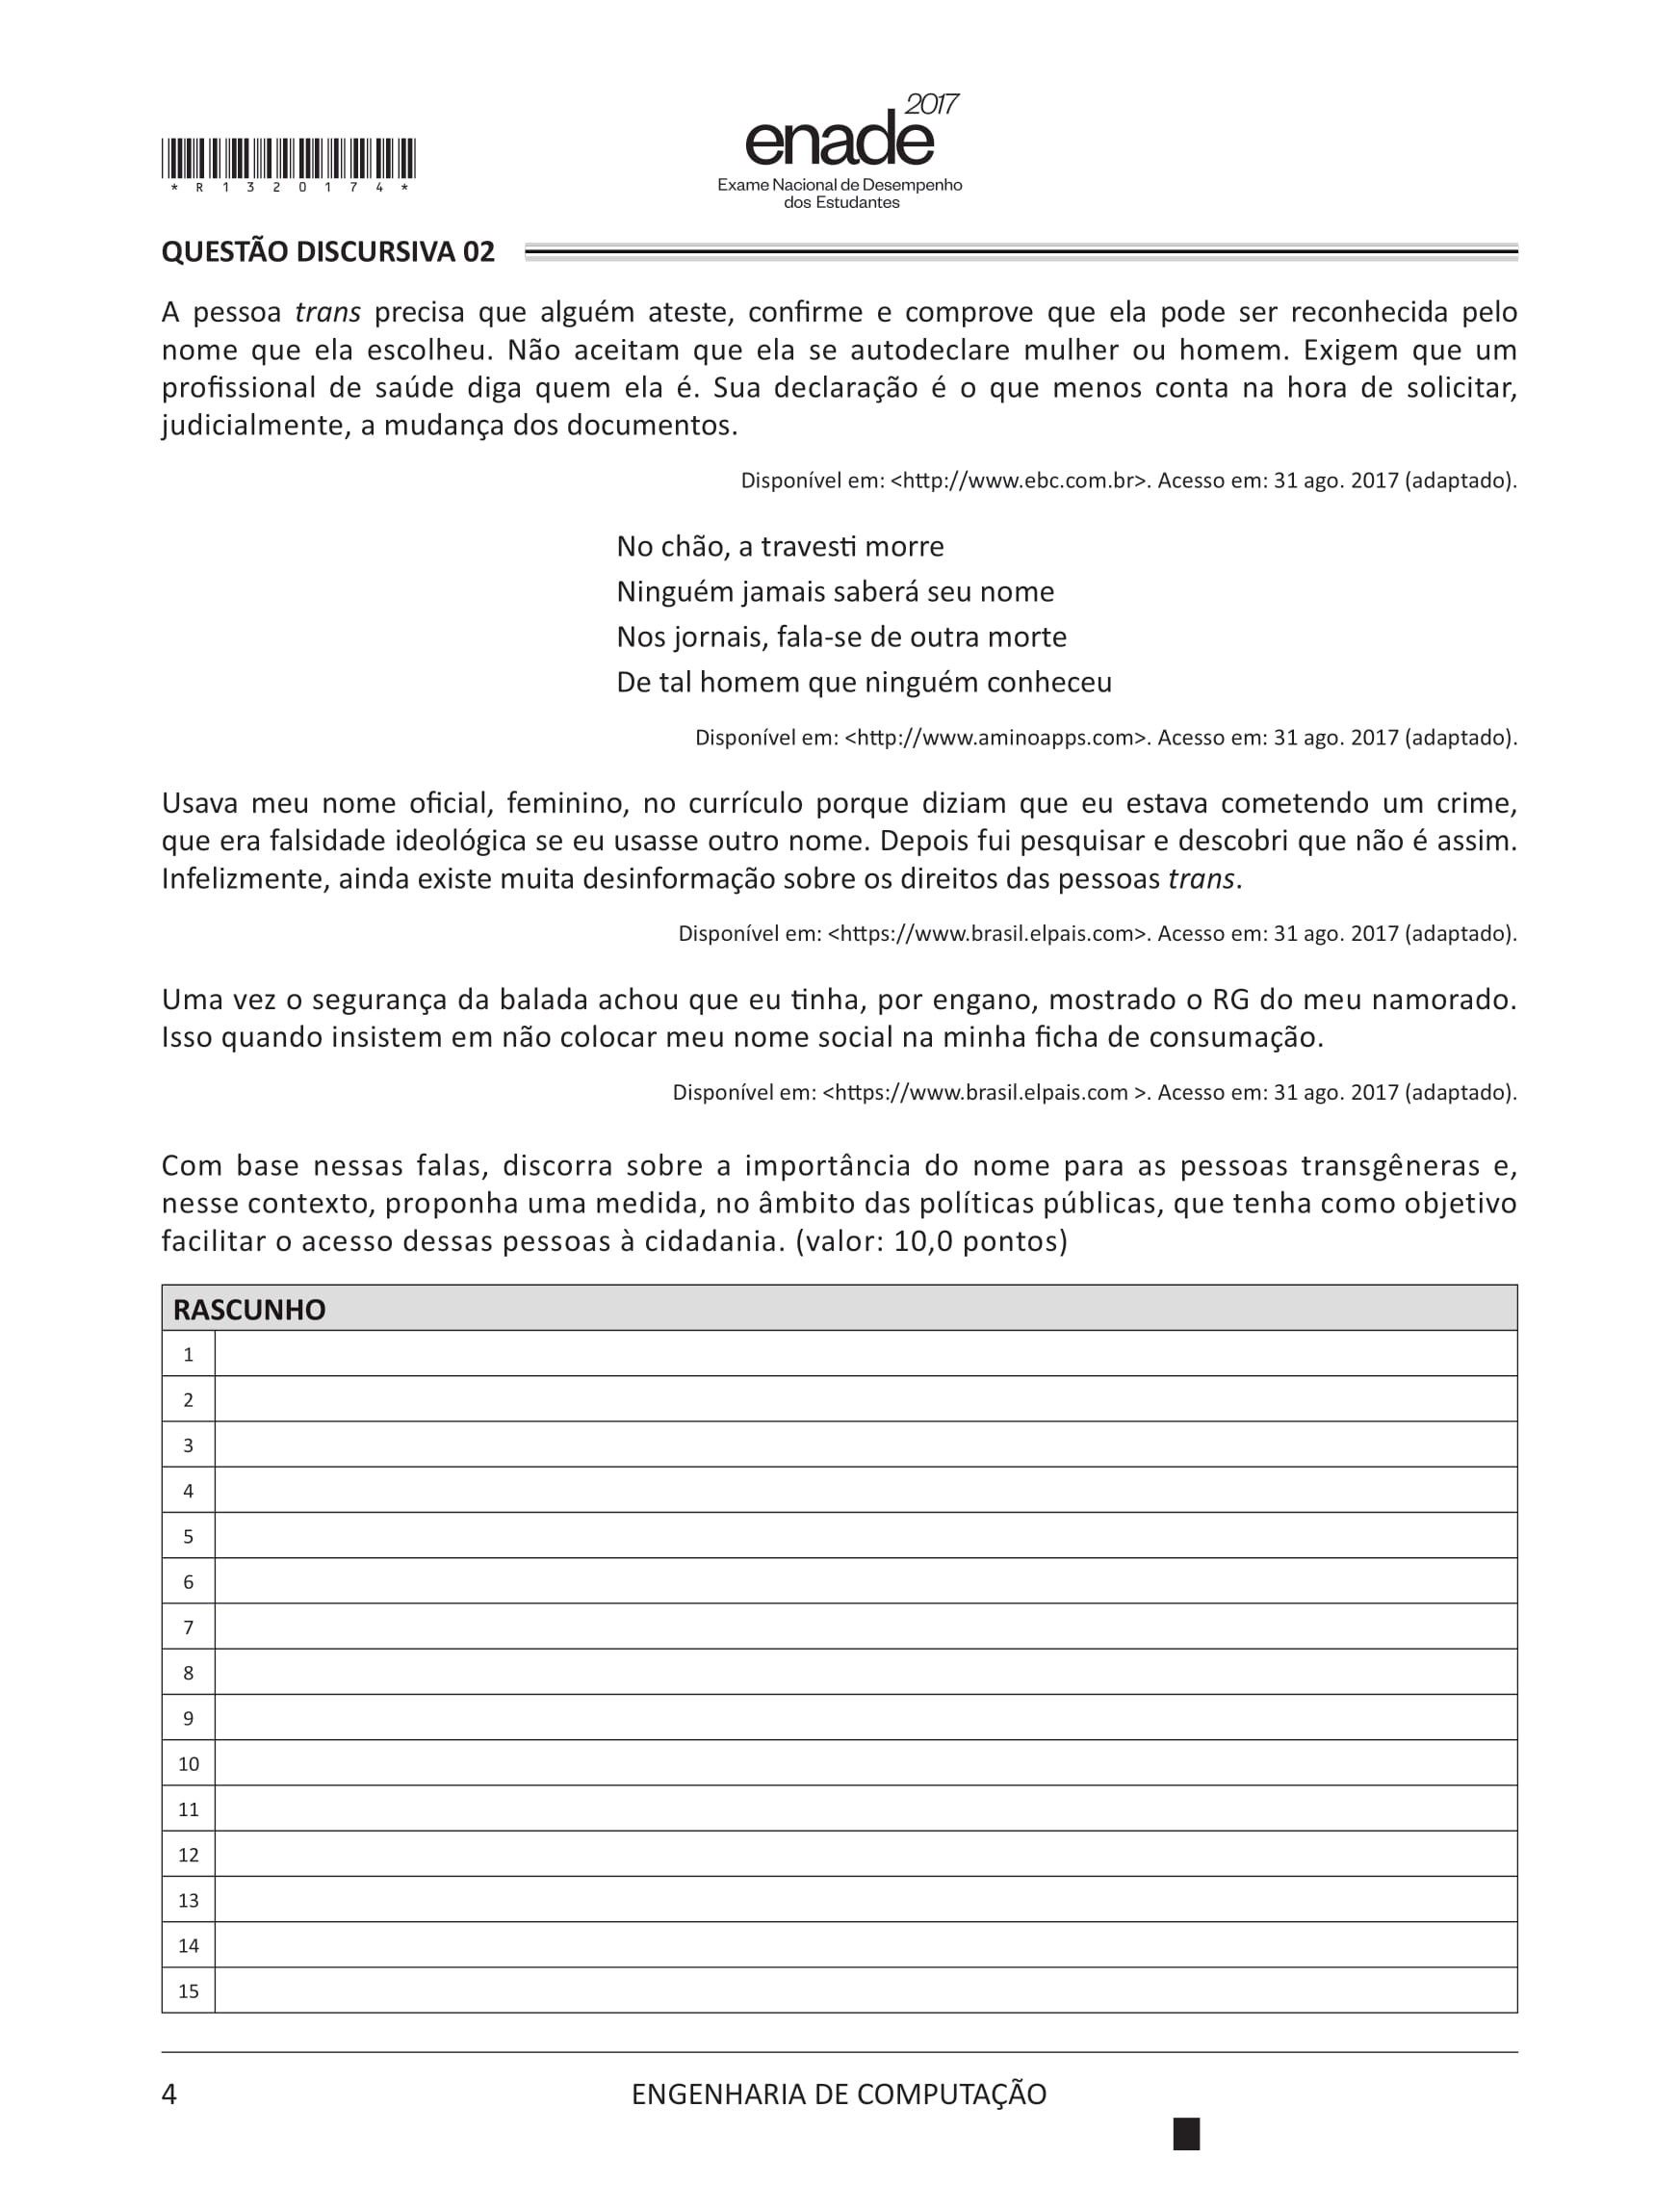 2017
enade
Exame Nacional de Desempenho
dos Estudantes
* R 1 3 2 0 1 7 4 *
QUESTÃO DISCURSIVA 02
A pessoa trans precisa que alguém ateste, confirme e comprove que ela pode ser reconhecida pelo
nome que ela escolheu. Não aceitam que ela se autodeclare mulher ou homem. Exigem que um
profissional de saúde diga quem ela é. Sua declaração é o que menos conta na hora de solicitar,
judicialmente, a mudança dos documentos.
Disponível em: <http://www.ebc.com.br>. Acesso em: 31 ago. 2017 (adaptado).
No chão, a travesti morre
Ninguém jamais saberá seu nome
Nos jornais, fala-se de outra morte
De tal homem que ninguém conheceu
Disponível em: <http://www.aminoapps.com>. Acesso em: 31 ago. 2017 (adaptado).
Usava meu nome oficial, feminino, no currículo porque diziam que eu estava cometendo um crime,
que era falsidade ideológica se eu usasse outro nome. Depois fui pesquisar e descobri que não é assim.
Infelizmente, ainda existe muita desinformação sobre os direitos das pessoas trans.
Disponível em: <https://www.brasil.elpais.com>. Acesso em: 31 ago. 2017 (adaptado).
Uma vez o segurança da balada achou que eu tinha, por engano, mostrado o RG do meu namorado.
Isso quando insistem em não colocar meu nome social na minha ficha de consumação.
Disponível em: <https://www.brasil.elpais.com >. Acesso em: 31 ago. 2017 (adaptado).
Com base nessas falas, discorra sobre a importância do nome para as pessoas transgêneras e,
nesse contexto, proponha uma medida, no âmbito das políticas públicas, que tenha como objetivo
facilitar o acesso dessas pessoas à cidadania. (valor: 10,0 pontos)
RASCUNHO
1
2
3
4
5
6
7
8
9
10
11
12
13
14
15
4
ENGENHARIA DE COMPUTAÇÃO